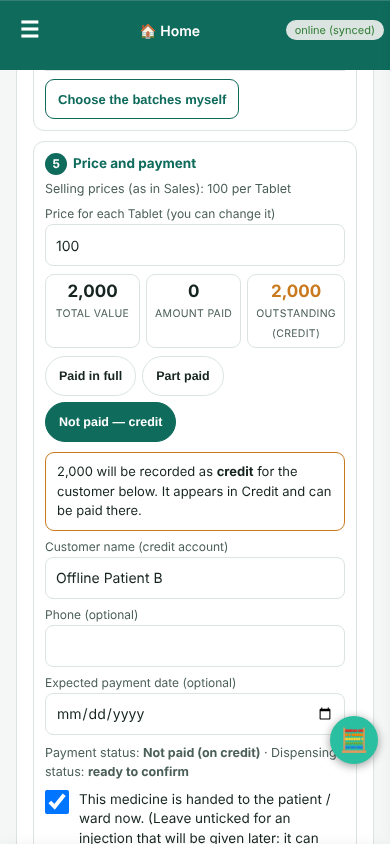 Home
online (synced)
Choose the batches myself
5 Price and payment
Selling prices (as in Sales): 100 per Tablet
Price for each Tablet (you can change it)
100
2,000
TOTAL VALUE
0
AMOUNT PAID
2,000
OUTSTANDING
(CREDIT)
Paid in full
Part paid
Not paid — credit
2,000 will be recorded as credit for the
customer below. It appears in Credit and can
be paid there.
Customer name (credit account)
Offline Patient B
Phone (optional)
Expected payment date (optional)
mm/dd/yyyy
Payment status: Not paid (on credit) · Dispensing
status: ready to confirm
This medicine is handed to the patient /
ward now. (Leave unticked for an
injection that will be given later: it can